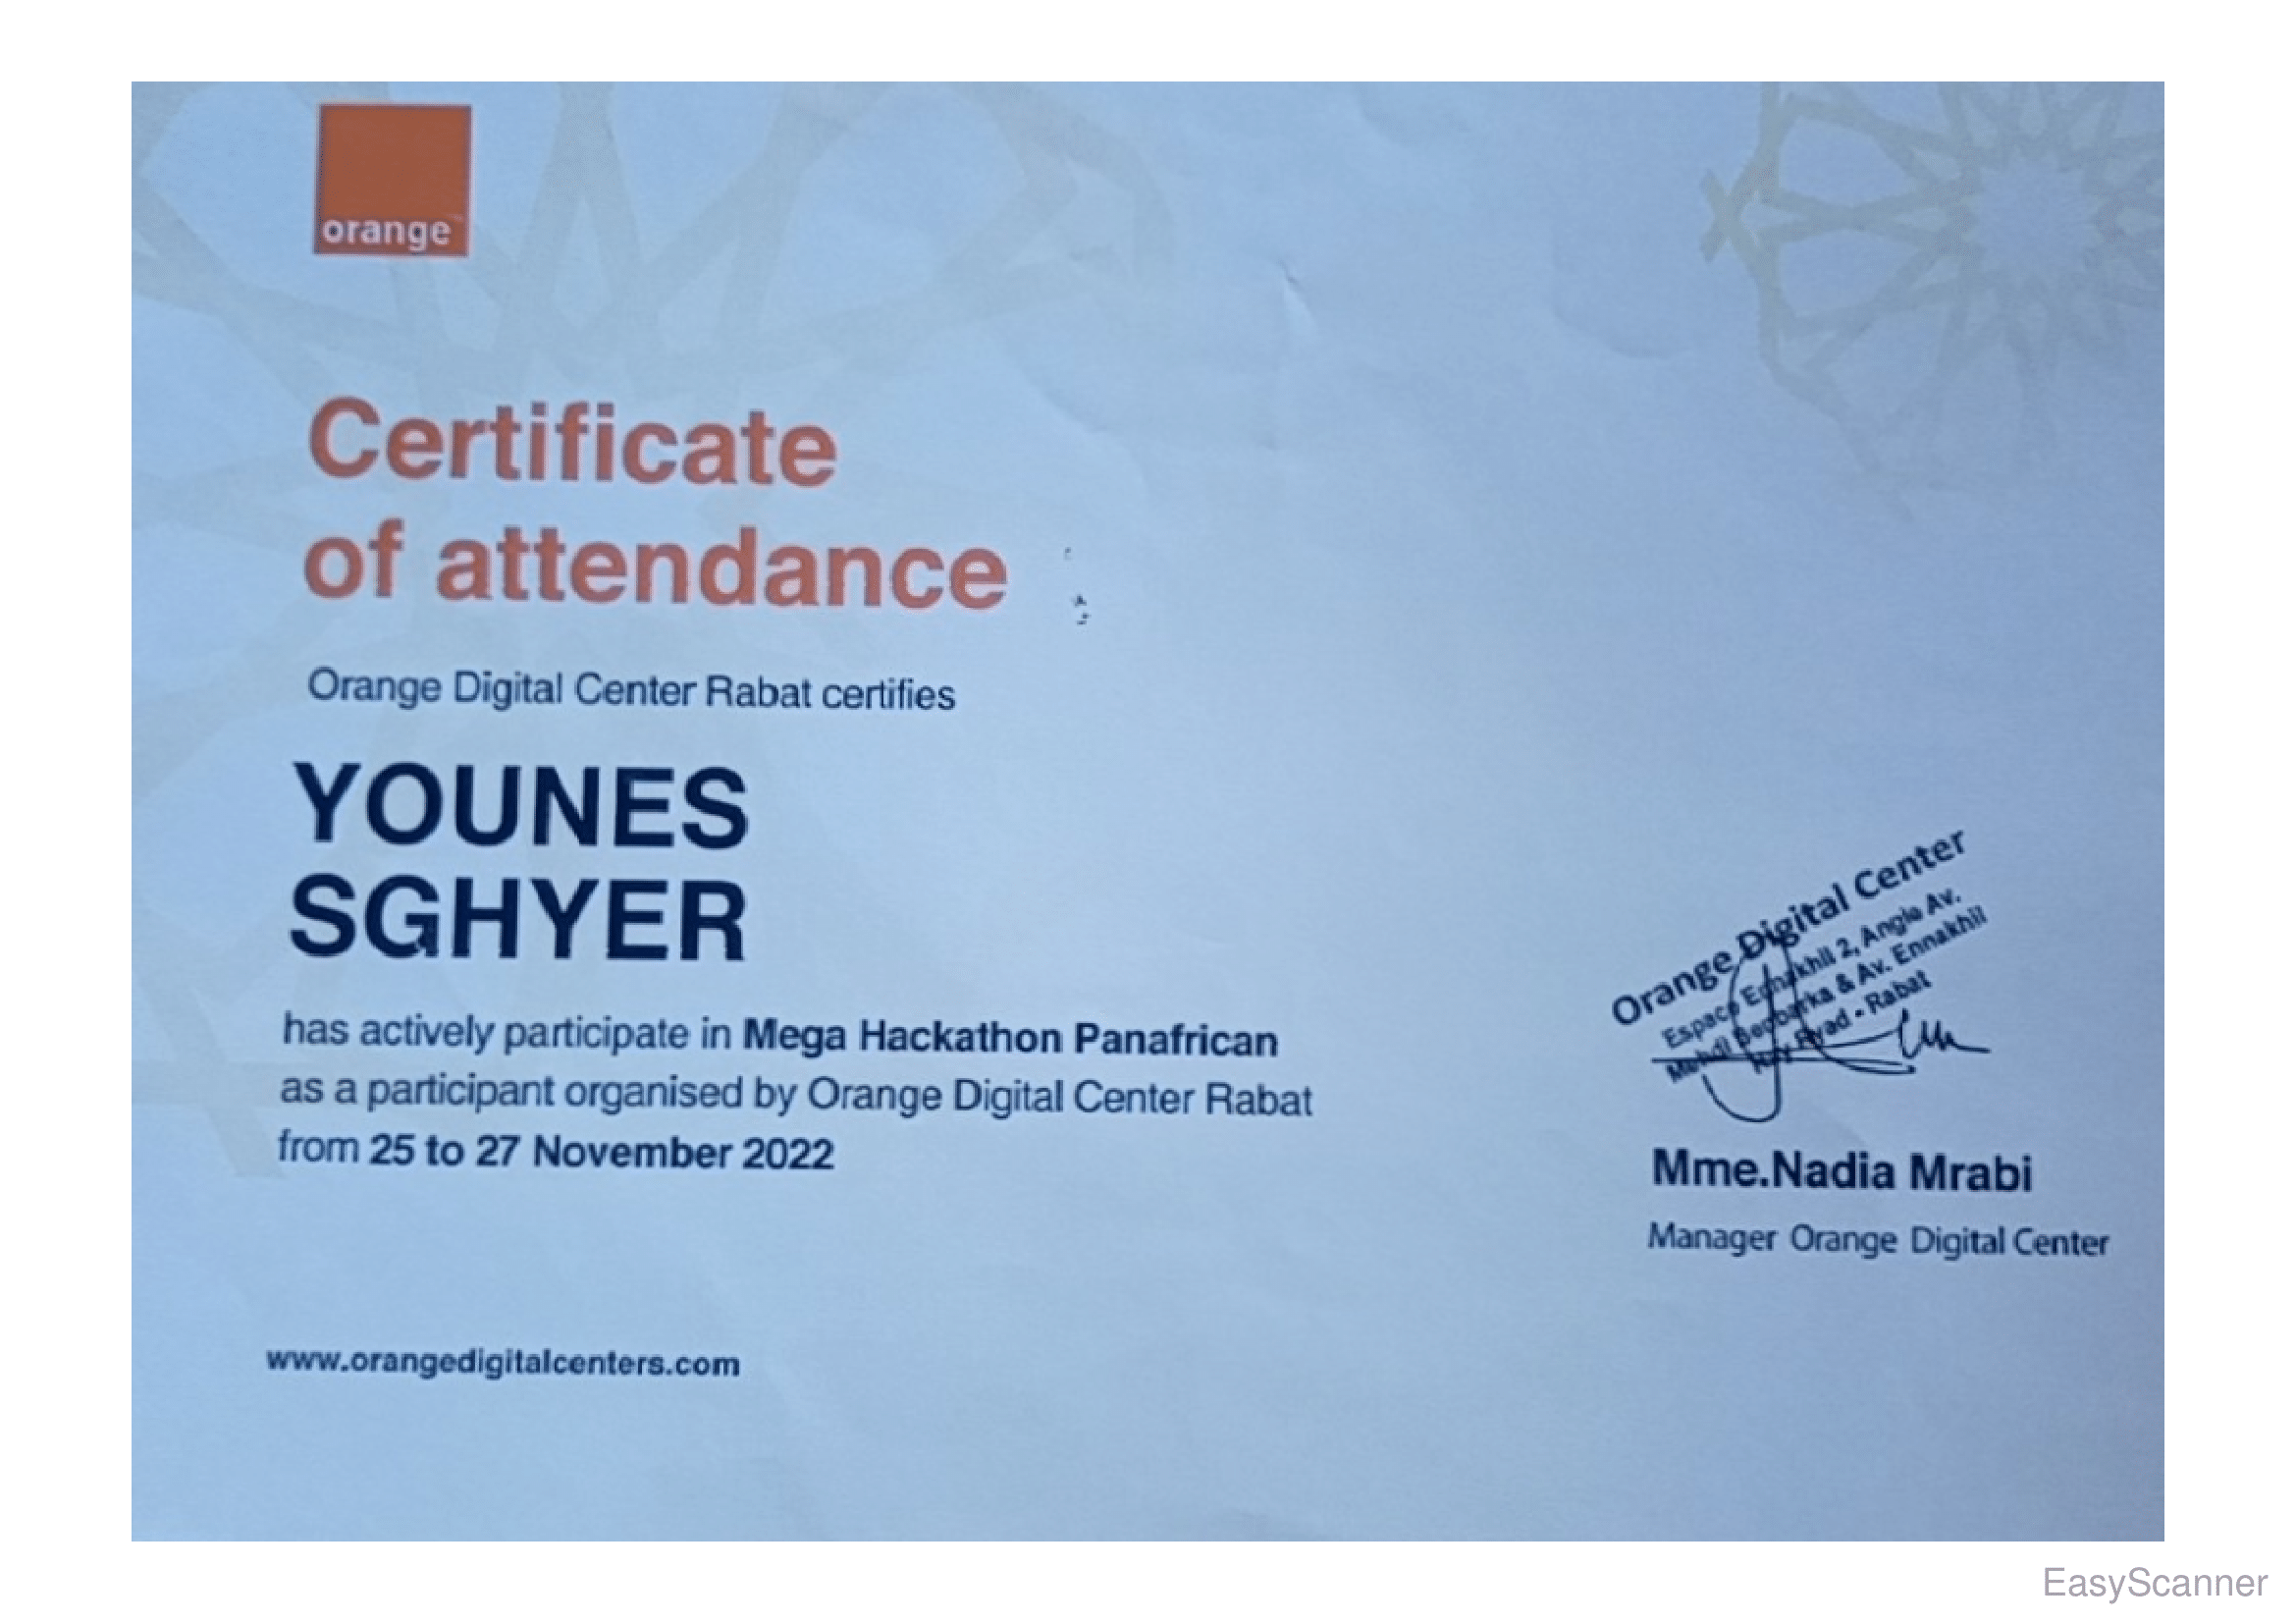 orange
Certificate
of attendance
Orange Digital Center Rabat certifies
YOUNES
SGHYER
has actively participate in Mega Hackathon Panafrican
as a participant organised by Orange Digital Center Rabat
from 25 to 27 November 2022
Orange Digital Center
Espace Ennakhil 2, Angle Av.
Mehdi Benbarka & Av. Ennakhil
Hay Ryad - Rabat
Mme.Nadia Mrabi
Manager Orange Digital Center
www.orangedigitalcenters.com
EasyScanner